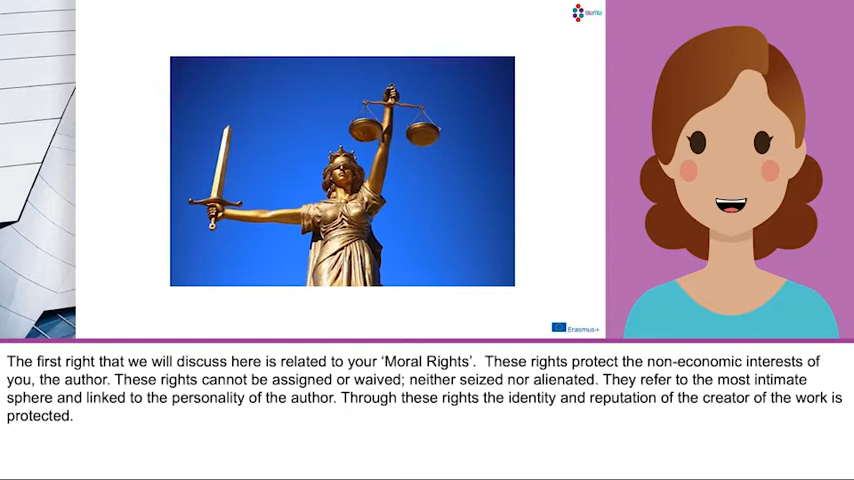 Erasmus+
The first right that we will discuss here is related to your ‘Moral Rights’.  These rights protect the non-economic interests of
you, the author. These rights cannot be assigned or waived; neither seized nor alienated. They refer to the most intimate
sphere and linked to the personality of the author. Through these rights the identity and reputation of the creator of the work is
protected.